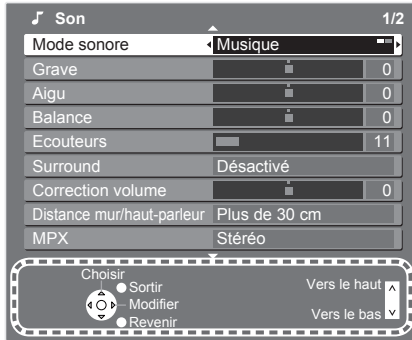 Son 1/2
Mode sonore Musique
Grave 0
Aigu 0
Balance 0
Ecouteurs 11
Surround Désactivé
Correction volume 0
Distance mur/haut-parleur Plus de 30 cm
MPX Stéréo
Choisir
Sortir
Modifier
Revenir
Vers le haut
Vers le bas